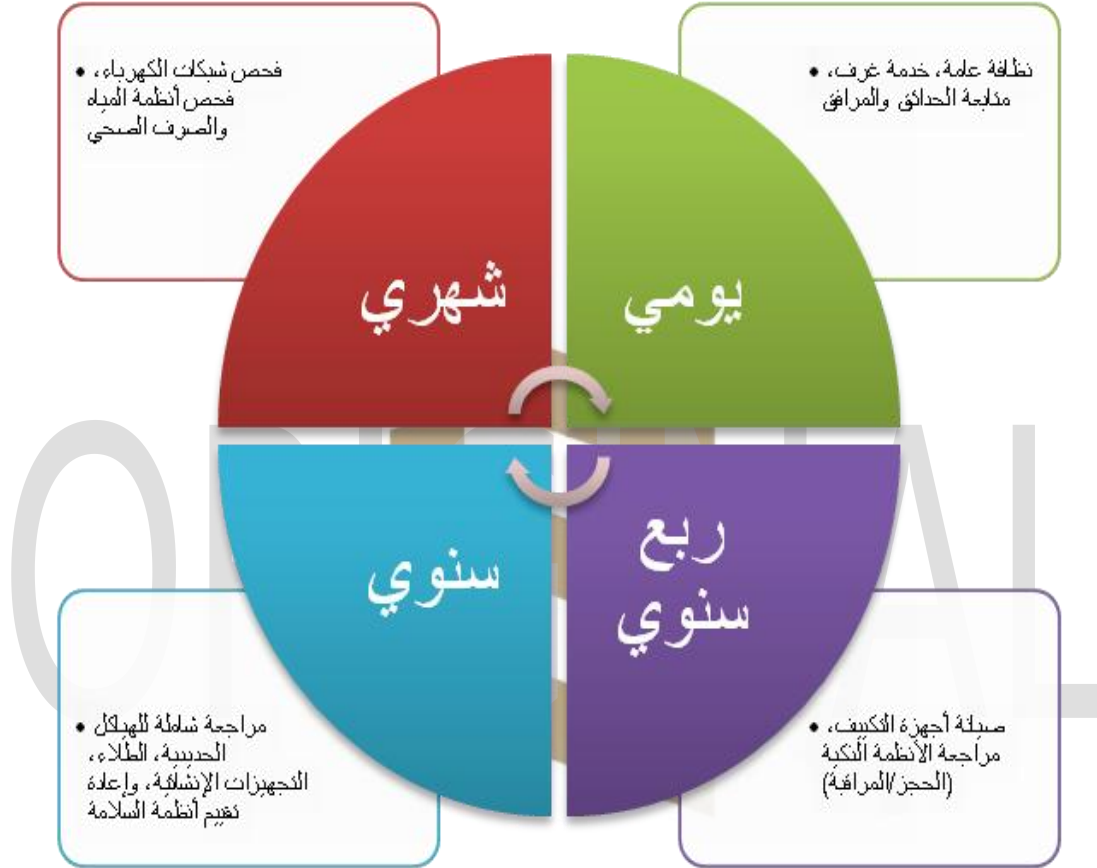 نظافة عامة، خدمة غرف،
متابعة الحدائق والمرافق
يومي
فحص شبكات الكهرباء،
فحص أنظمة المياه
والصرف الصحي
شهري
ربع
سنوي
صيانة أجهزة التكييف،
مراجعة الأنظمة الذكية
(الحجز/المراقبة)
سنوي
مراجعة شاملة للهياكل
الحديدية، الطلاء،
التجهيزات الإنشائية، وإعادة
تقييم أنظمة السلامة